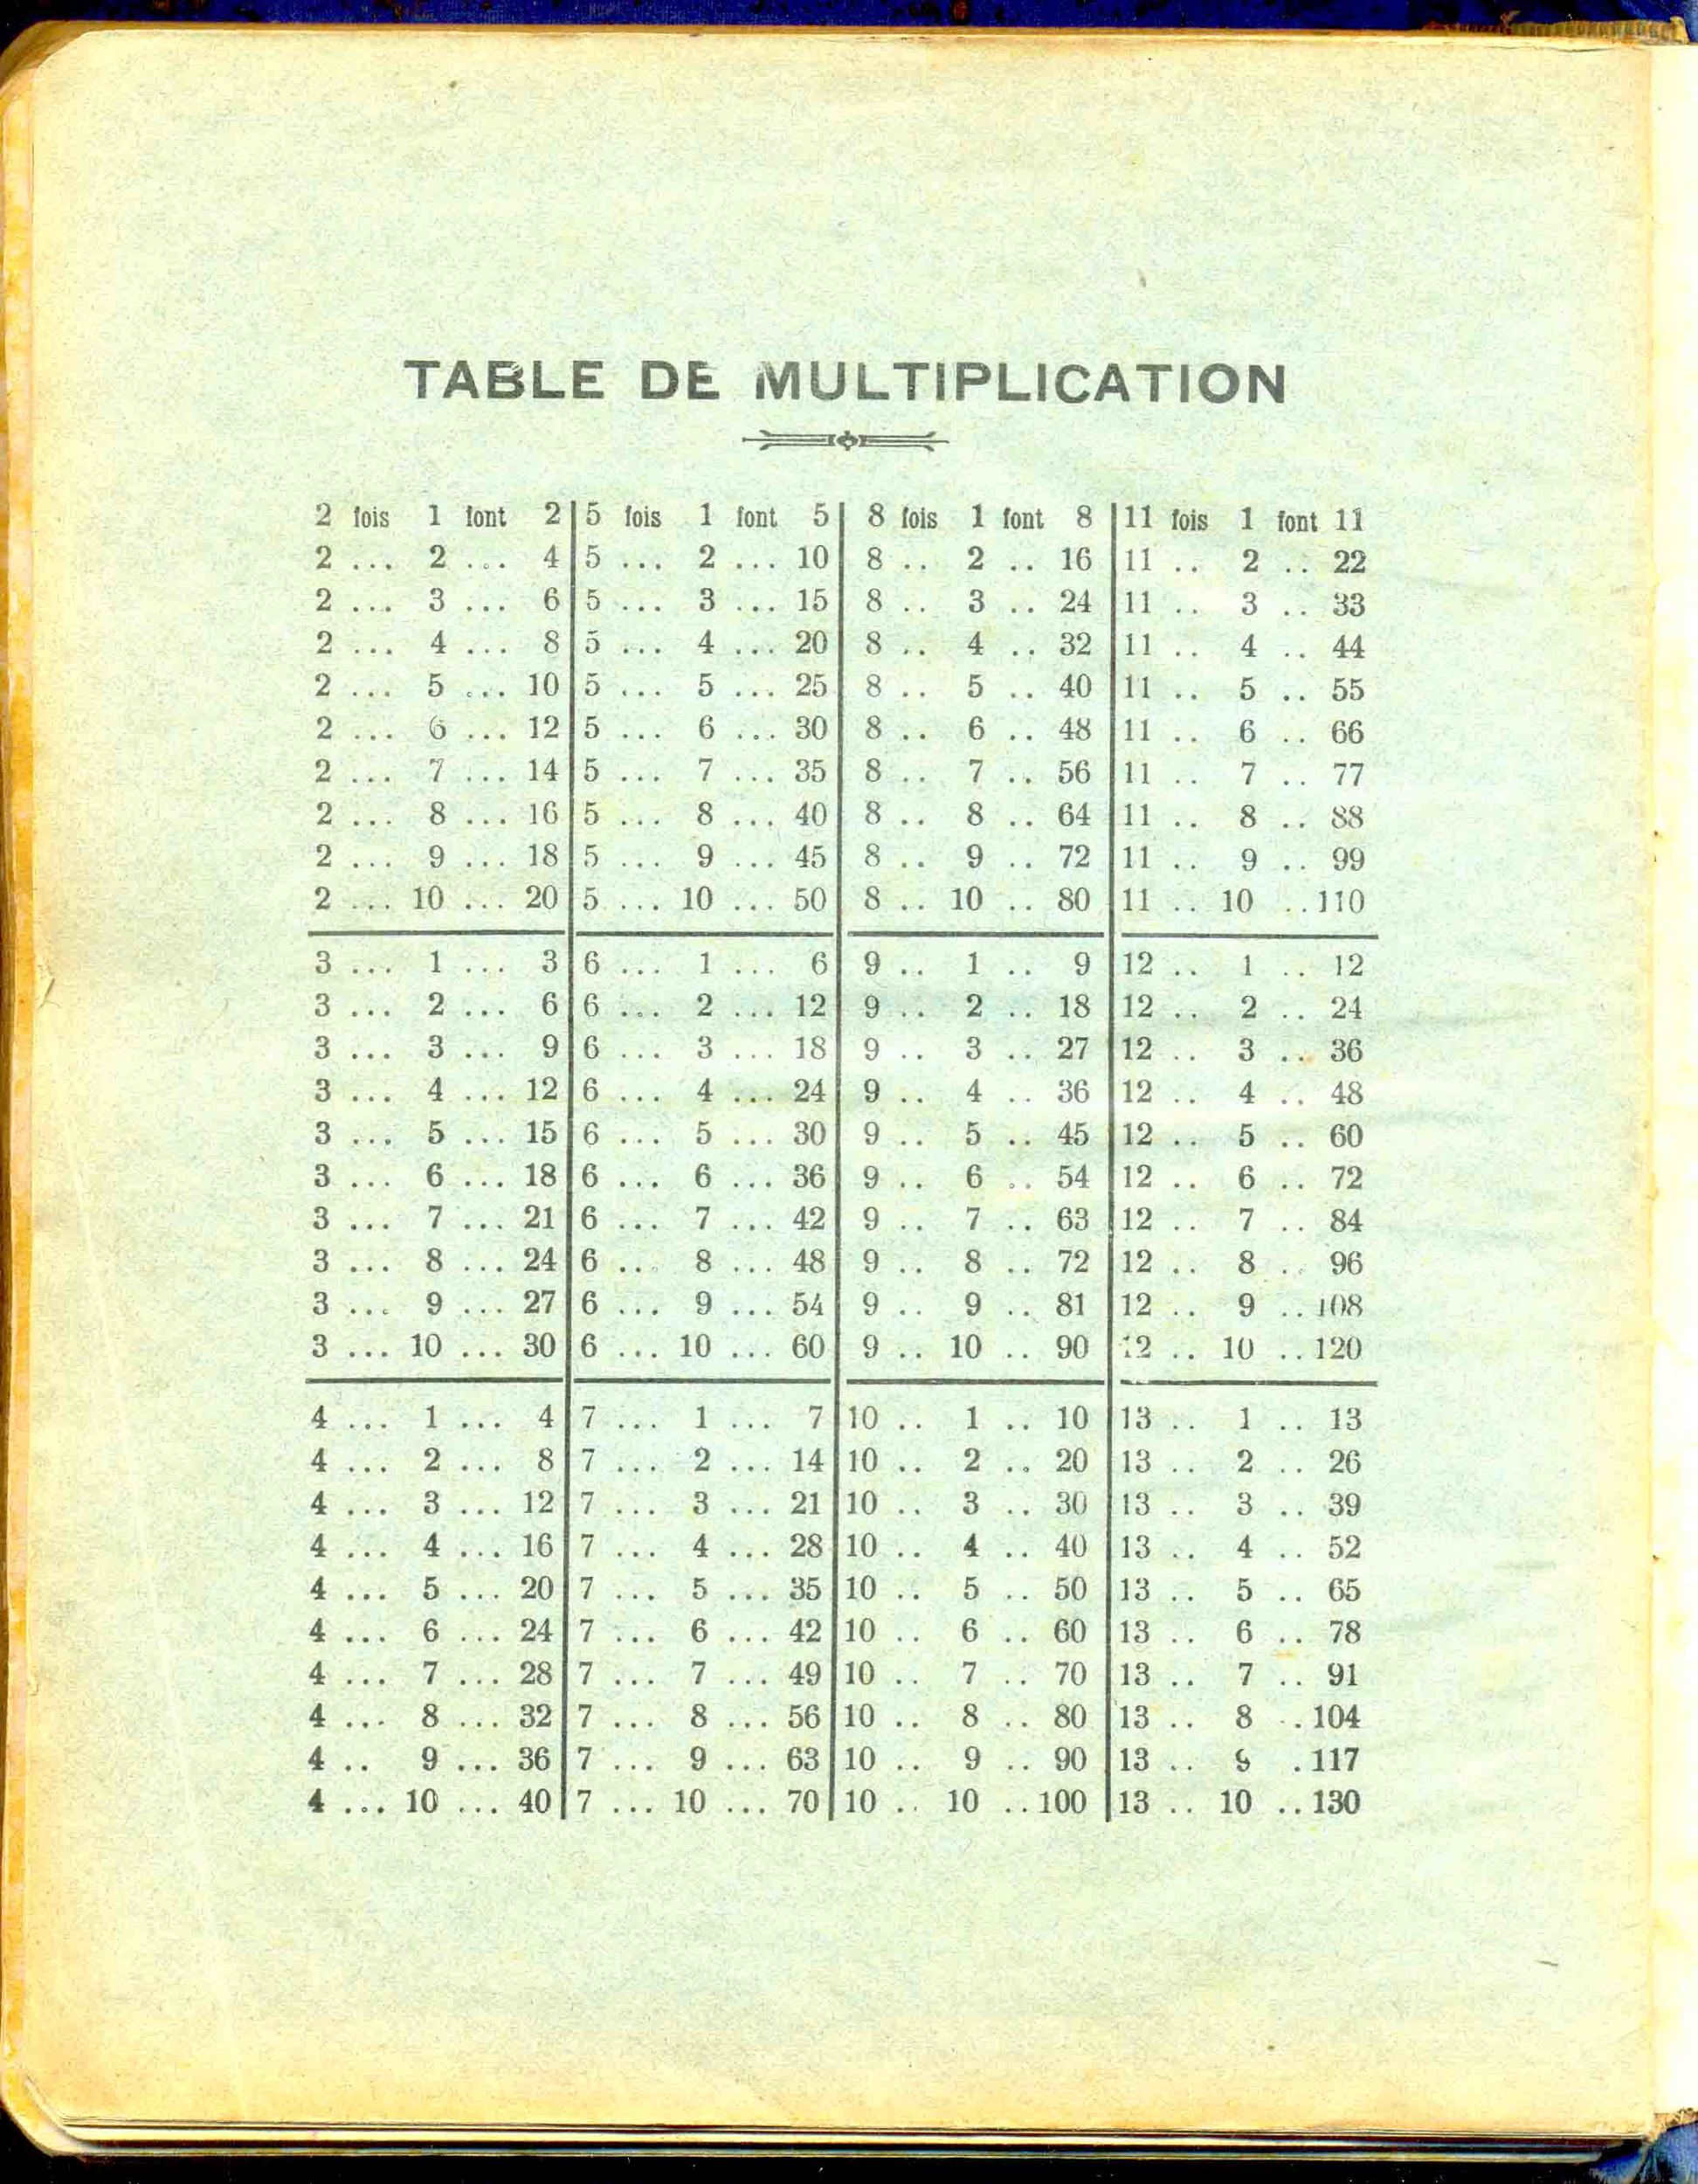 TABLE DE MULTIPLICATION
2 fois 1 font 2 | 5 fois 1 font 5 | 8 fois 1 font 8 | 11 fois 1 font 11
2 ... 2 ... 4 | 5 ... 2 ... 10 | 8 .. 2 .. 16 | 11 .. 2 .. 22
2 ... 3 ... 6 | 5 ... 3 ... 15 | 8 .. 3 .. 24 | 11 .. 3 .. 33
2 ... 4 ... 8 | 5 ... 4 ... 20 | 8 .. 4 .. 32 | 11 .. 4 .. 44
2 ... 5 ... 10 | 5 ... 5 ... 25 | 8 .. 5 .. 40 | 11 .. 5 .. 55
2 ... 6 ... 12 | 5 ... 6 ... 30 | 8 .. 6 .. 48 | 11 .. 6 .. 66
2 ... 7 ... 14 | 5 ... 7 ... 35 | 8 .. 7 .. 56 | 11 .. 7 .. 77
2 ... 8 ... 16 | 5 ... 8 ... 40 | 8 .. 8 .. 64 | 11 .. 8 .. 88
2 ... 9 ... 18 | 5 ... 9 ... 45 | 8 .. 9 .. 72 | 11 .. 9 .. 99
2 ... 10 ... 20 | 5 ... 10 ... 50 | 8 .. 10 .. 80 | 11 .. 10 .. 110
3 ... 1 ... 3 | 6 ... 1 ... 6 | 9 .. 1 .. 9 | 12 .. 1 .. 12
3 ... 2 ... 6 | 6 ... 2 ... 12 | 9 .. 2 .. 18 | 12 .. 2 .. 24
3 ... 3 ... 9 | 6 ... 3 ... 18 | 9 .. 3 .. 27 | 12 .. 3 .. 36
3 ... 4 ... 12 | 6 ... 4 ... 24 | 9 .. 4 .. 36 | 12 .. 4 .. 48
3 ... 5 ... 15 | 6 ... 5 ... 30 | 9 .. 5 .. 45 | 12 .. 5 .. 60
3 ... 6 ... 18 | 6 ... 6 ... 36 | 9 .. 6 .. 54 | 12 .. 6 .. 72
3 ... 7 ... 21 | 6 ... 7 ... 42 | 9 .. 7 .. 63 | 12 .. 7 .. 84
3 ... 8 ... 24 | 6 ... 8 ... 48 | 9 .. 8 .. 72 | 12 .. 8 .. 96
3 ... 9 ... 27 | 6 ... 9 ... 54 | 9 .. 9 .. 81 | 12 .. 9 .. 108
3 ... 10 ... 30 | 6 ... 10 ... 60 | 9 .. 10 .. 90 | 12 .. 10 .. 120
4 ... 1 ... 4 | 7 ... 1 ... 7 | 10 .. 1 .. 10 | 13 .. 1 .. 13
4 ... 2 ... 8 | 7 ... 2 ... 14 | 10 .. 2 .. 20 | 13 .. 2 .. 26
4 ... 3 ... 12 | 7 ... 3 ... 21 | 10 .. 3 .. 30 | 13 .. 3 .. 39
4 ... 4 ... 16 | 7 ... 4 ... 28 | 10 .. 4 .. 40 | 13 .. 4 .. 52
4 ... 5 ... 20 | 7 ... 5 ... 35 | 10 .. 5 .. 50 | 13 .. 5 .. 65
4 ... 6 ... 24 | 7 ... 6 ... 42 | 10 .. 6 .. 60 | 13 .. 6 .. 78
4 ... 7 ... 28 | 7 ... 7 ... 49 | 10 .. 7 .. 70 | 13 .. 7 .. 91
4 ... 8 ... 32 | 7 ... 8 ... 56 | 10 .. 8 .. 80 | 13 .. 8 .. 104
4 .. 9 ... 36 | 7 ... 9 ... 63 | 10 .. 9 .. 90 | 13 .. 9 . 117
4 ... 10 ... 40 | 7 ... 10 ... 70 | 10 .. 10 .. 100 | 13 .. 10 .. 130